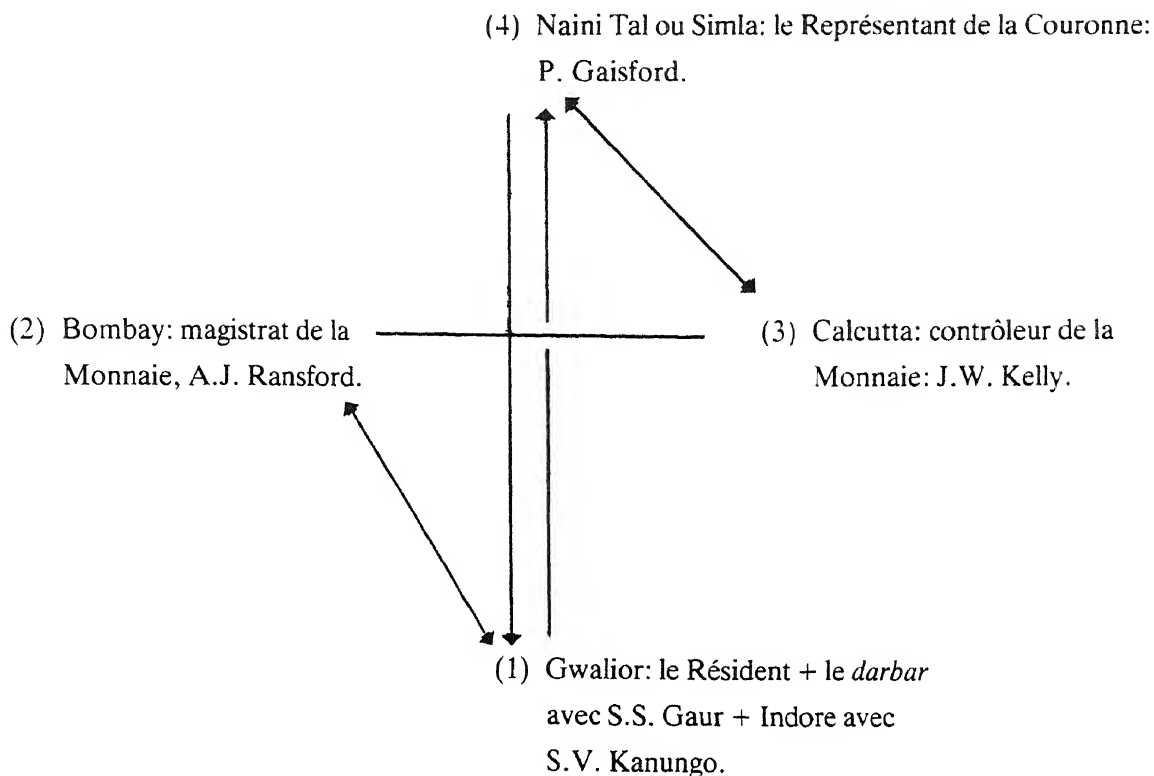 (4) Naini Tal ou Simla: le Représentant de la Couronne:
P. Gaisford.
(2) Bombay: magistrat de la
Monnaie, A.J. Ransford.
(3) Calcutta: contrôleur de la
Monnaie: J.W. Kelly.
(1) Gwalior: le Résident + le darbar
avec S.S. Gaur + Indore avec
S.V. Kanungo.